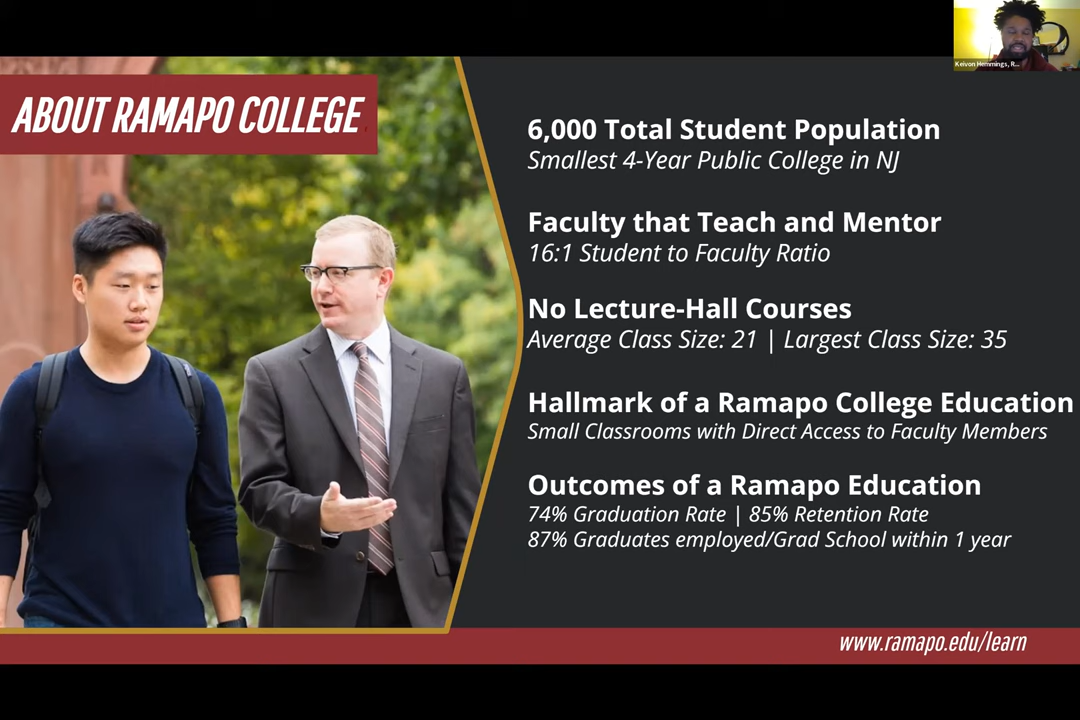 Keivon Hemmings, R...
ABOUT RAMAPO COLLEGE
6,000 Total Student Population
Smallest 4-Year Public College in NJ
Faculty that Teach and Mentor
16:1 Student to Faculty Ratio
No Lecture-Hall Courses
Average Class Size: 21 | Largest Class Size: 35
Hallmark of a Ramapo College Education
Small Classrooms with Direct Access to Faculty Members
Outcomes of a Ramapo Education
74% Graduation Rate | 85% Retention Rate
87% Graduates employed/Grad School within 1 year
www.ramapo.edu/learn